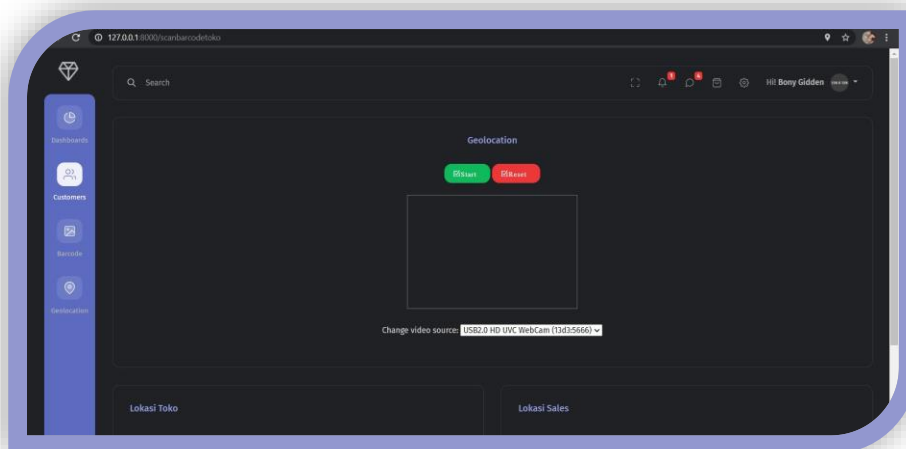 127.0.0.1:8000/scanbarcodetoko
Search
Hi! Bony Gidden
Dashboards
Geolocation
Start Reset
Customers
Barcode
Geolocation
Change video source: USB2.0 HD UVC WebCam (13d3:5666)
Lokasi Toko
Lokasi Sales